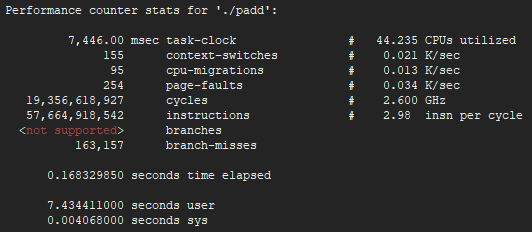 Performance counter stats for './padd':
7,446.00 msec task-clock # 44.235 CPUs utilized
155 context-switches # 0.021 K/sec
95 cpu-migrations # 0.013 K/sec
254 page-faults # 0.034 K/sec
19,356,618,927 cycles # 2.600 GHz
57,664,918,542 instructions # 2.98 insn per cycle
<not supported> branches
163,157 branch-misses
0.168329850 seconds time elapsed
7.434411000 seconds user
0.004068000 seconds sys